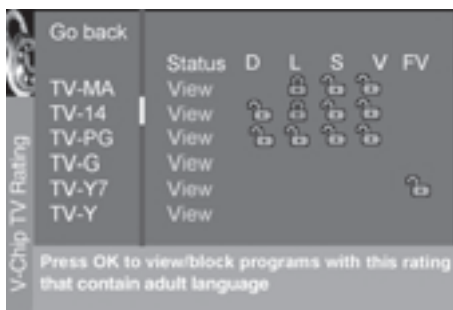 Go back
Status D L S V FV
TV-MA View
TV-14 View
TV-PG View
TV-G View
TV-Y7 View
TV-Y View
V-Chip TV Rating
Press OK to view/block programs with this rating
that contain adult language